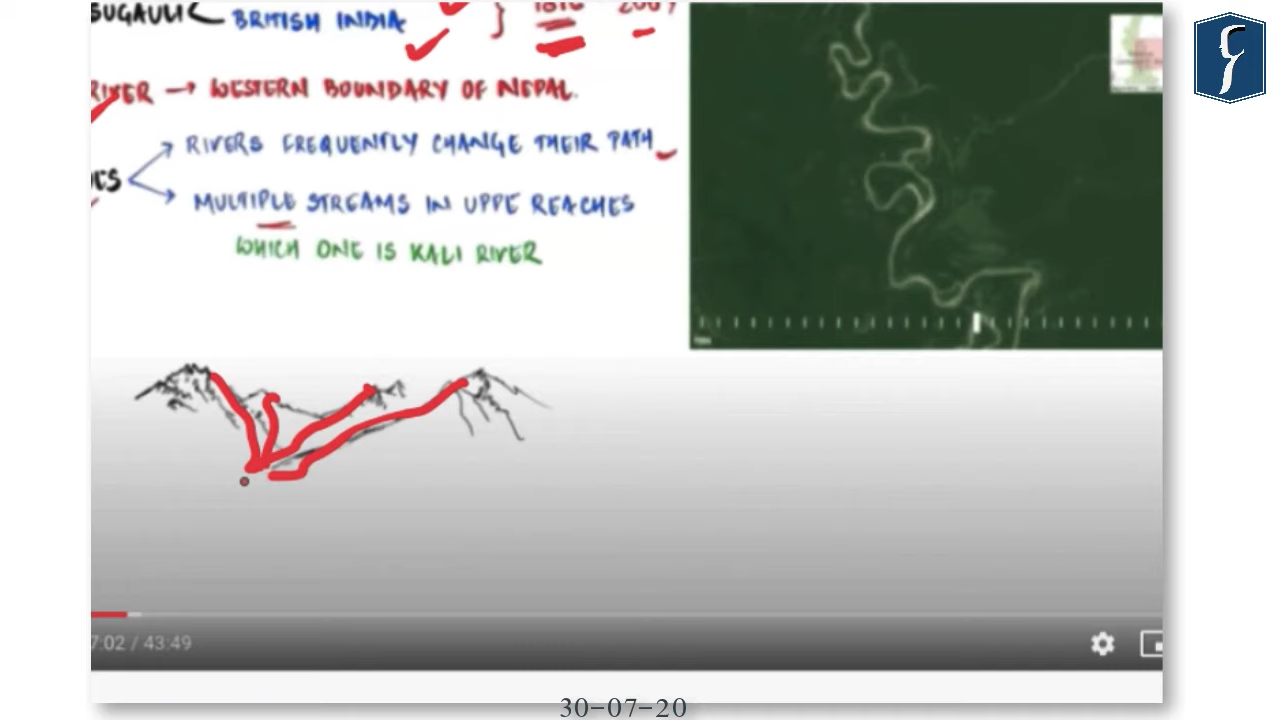 SUGAULI BRITISH INDIA } 1816
RIVER → WESTERN BOUNDARY OF NEPAL.
RIVERS FREQUENTLY CHANGE THEIR PATH
MULTIPLE STREAMS IN UPPE REACHES
WHICH ONE IS KALI RIVER
7:02 / 43:49
30-07-20